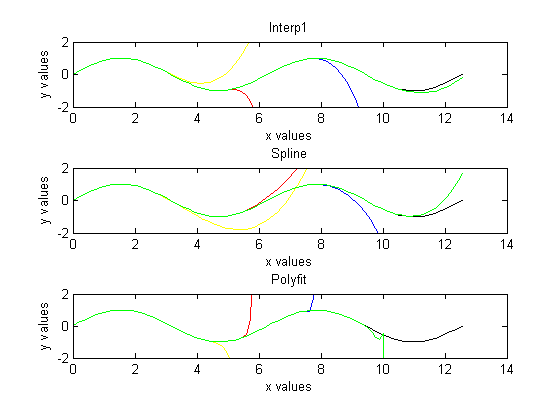 Interp1
2
0
-2
y values
0 2 4 6 8 10 12 14
x values
Spline
2
0
-2
y values
0 2 4 6 8 10 12 14
x values
Polyfit
2
0
-2
y values
0 2 4 6 8 10 12 14
x values